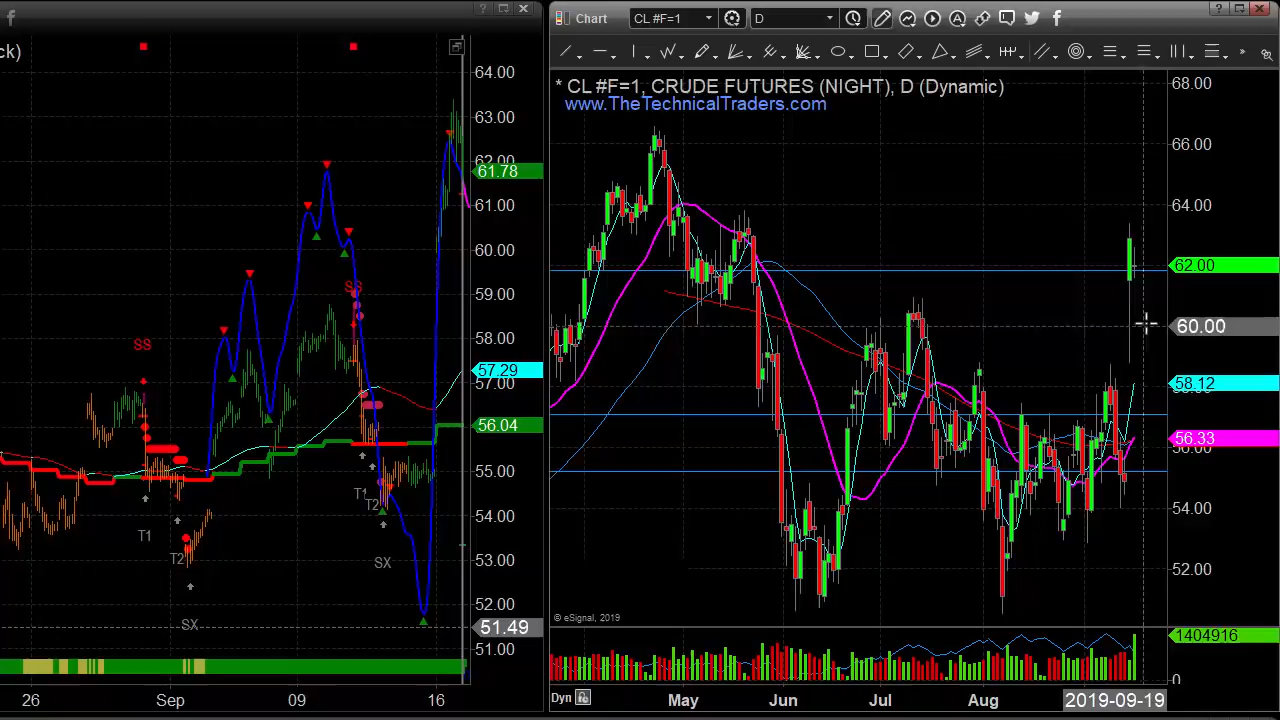 ck)
64.00
63.00
62.00
61.78
61.00
60.00
59.00
58.00
57.29
57.00
56.04
55.00
54.00
53.00
52.00
51.49
51.00
SS
T1
T2
SX
SS
T1
T2
SX
26
Sep
09
16
Chart
CL #F=1
D
* CL #F=1, CRUDE FUTURES (NIGHT), D (Dynamic)
www.TheTechnicalTraders.com
68.00
66.00
64.00
62.00
60.00
58.12
56.33
56.00
54.00
52.00
© eSignal, 2019
1404916
0
Dyn
May
Jun
Jul
Aug
2019-09-19